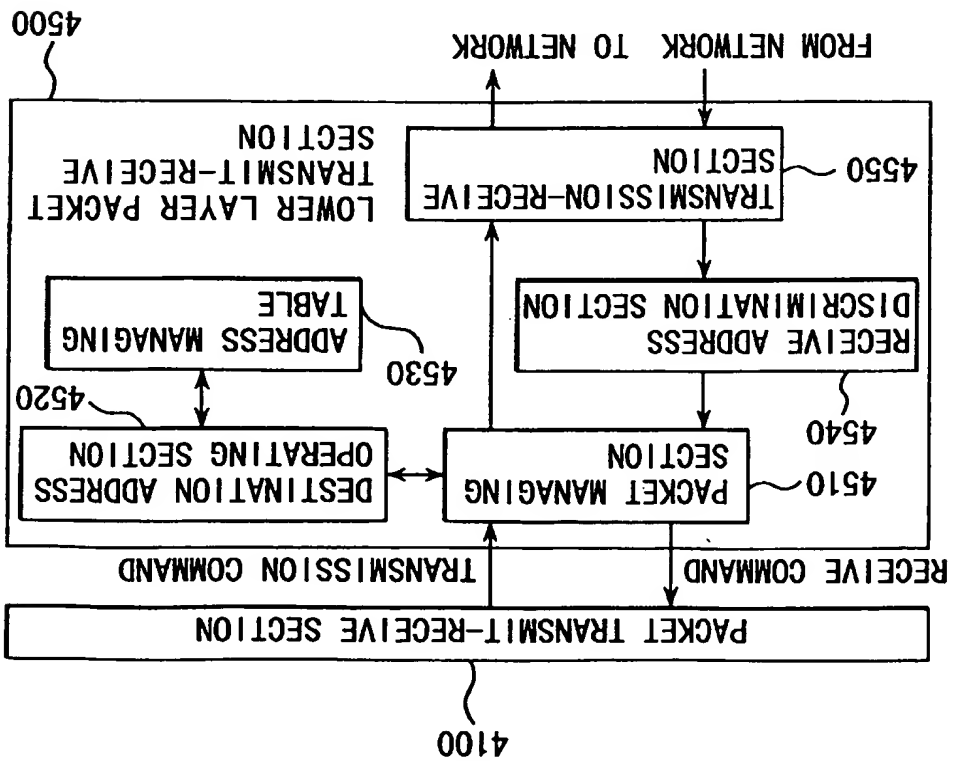 4100
PACKET TRANSMIT-RECEIVE SECTION
RECEIVE COMMAND
TRANSMISSION COMMAND
4510
PACKET MANAGING
SECTION
DESTINATION ADDRESS
OPERATING SECTION
4520
4540
RECEIVE ADDRESS
DISCRIMINATION SECTION
4530
ADDRESS MANAGING
TABLE
4550
TRANSMISSION-RECEIVE
SECTION
LOWER LAYER PACKET
TRANSMIT-RECEIVE
SECTION
FROM NETWORK
TO NETWORK
4500